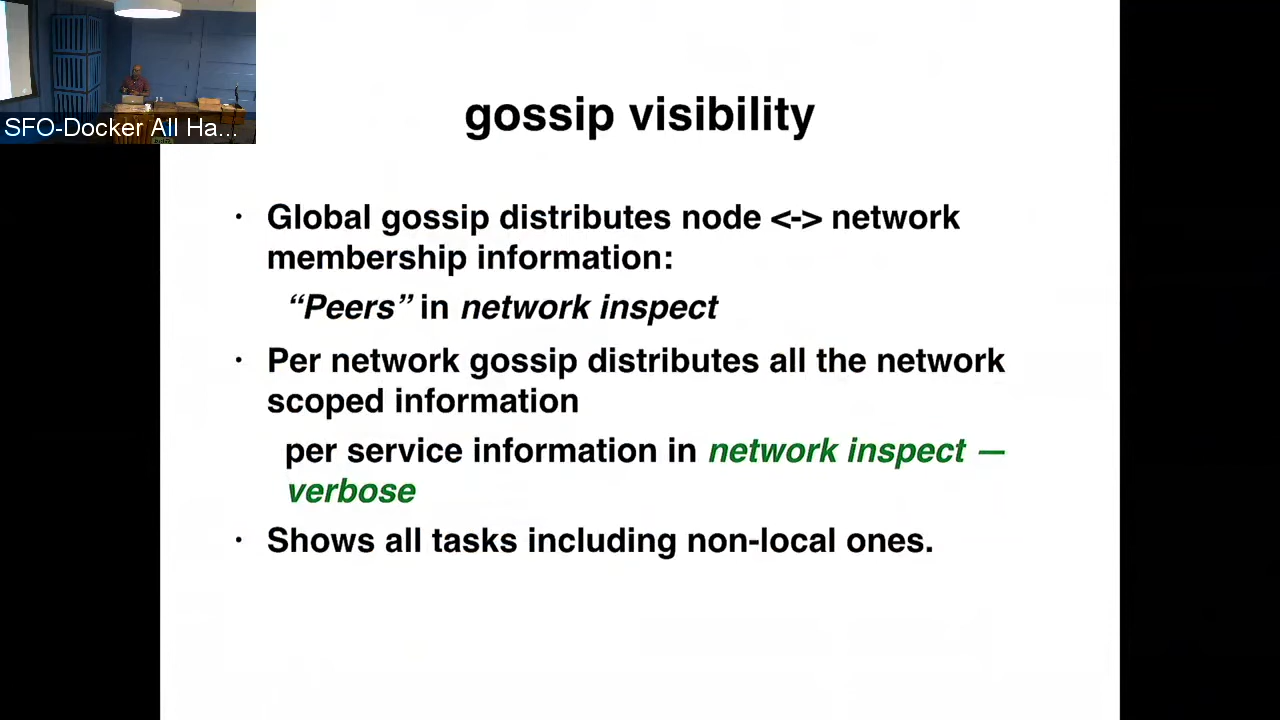 SFO-Docker All Ha...
gossip visibility
• Global gossip distributes node <-> network
membership information:
“Peers” in network inspect
• Per network gossip distributes all the network
scoped information
per service information in network inspect —
verbose
• Shows all tasks including non-local ones.